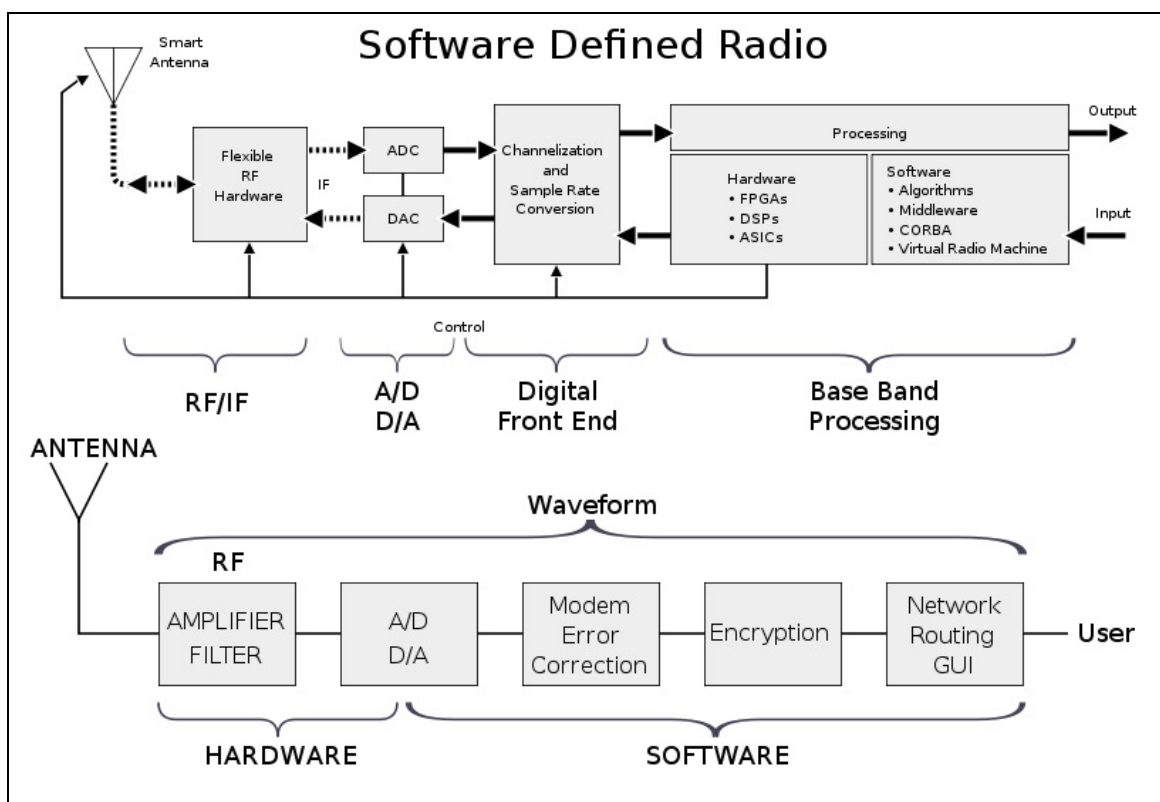 Software Defined Radio
Smart
Antenna
Flexible
RF
Hardware
IF
ADC
DAC
Channelization
and
Sample Rate
Conversion
Processing
Hardware
• FPGAs
• DSPs
• ASICs
Software
• Algorithms
• Middleware
• CORBA
• Virtual Radio Machine
Output
Input
Control
RF/IF
A/D
D/A
Digital
Front End
Base Band
Processing
ANTENNA
Waveform
RF
AMPLIFIER
FILTER
A/D
D/A
Modem
Error
Correction
Encryption
Network
Routing
GUI
User
HARDWARE
SOFTWARE